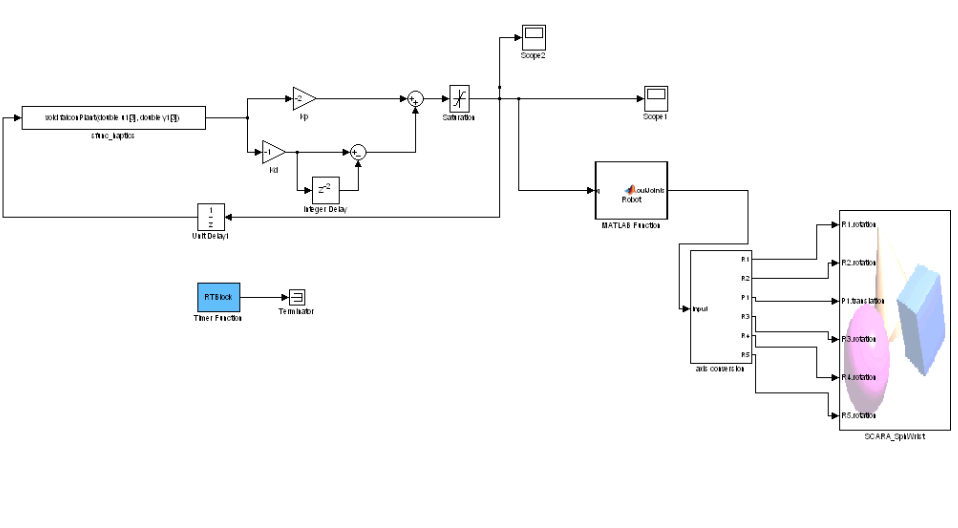 Scope2
-2
Kp
Saturation
Scope1
void falconPlant(double u1[3], double y1[3])
sfunc_haptics
-1
Kd
z-2
Integer Delay
1
z
Unit Delay1
outJoints
Robot
MATLAB Function
RTBlock
Timer Function
Terminator
Input
R1
R2
P1
R3
R4
R5
axis conversion
R1.rotation
R2.rotation
P1.translation
R3.rotation
R4.rotation
R5.rotation
SCARA_SphWrist